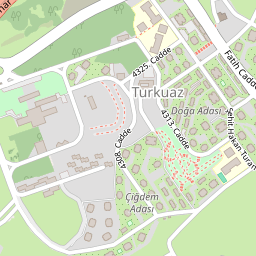 4325. Cadde
Fatih Cadde
Turkuaz
Doğa Adası
4313. Cadde
Şehit Hakan Turan
4308. Cadde
Çiğdem
Adası